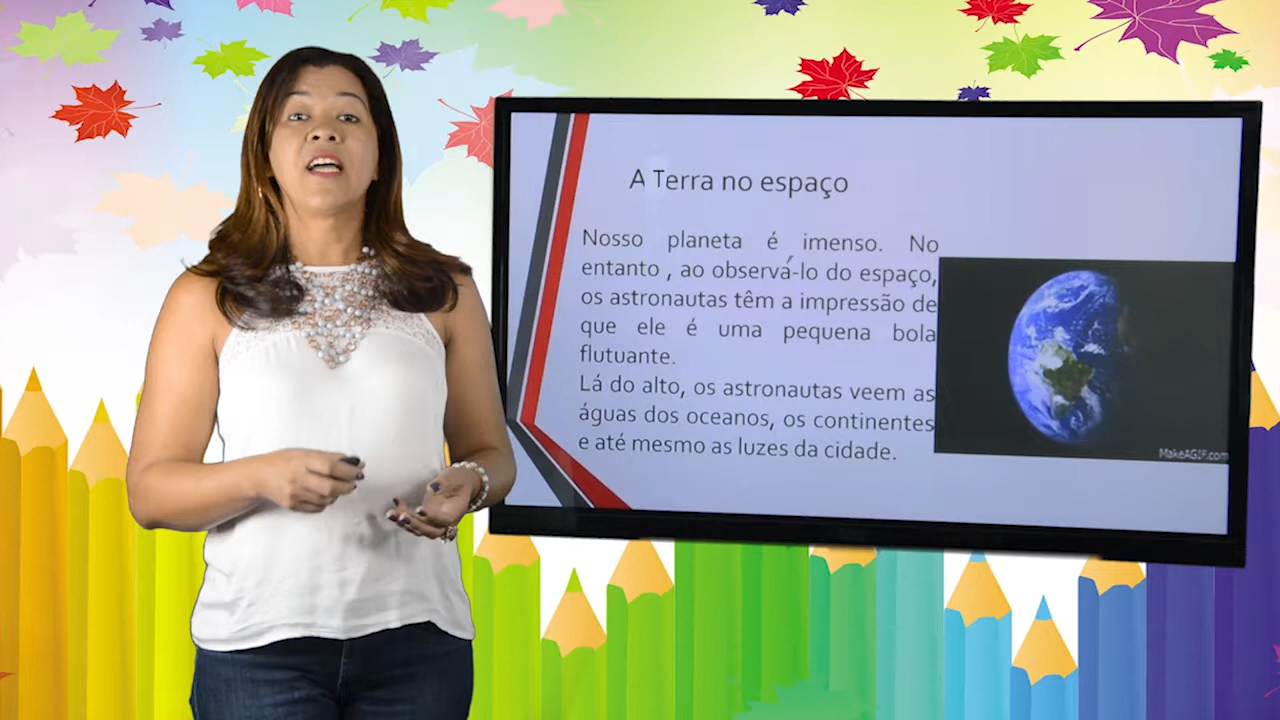 A Terra no espaço
Nosso planeta é imenso. No
entanto , ao observá-lo do espaço,
os astronautas têm a impressão de
que ele é uma pequena bola
flutuante.
Lá do alto, os astronautas veem as
águas dos oceanos, os continentes
e até mesmo as luzes da cidade.
MakeAGIF.com